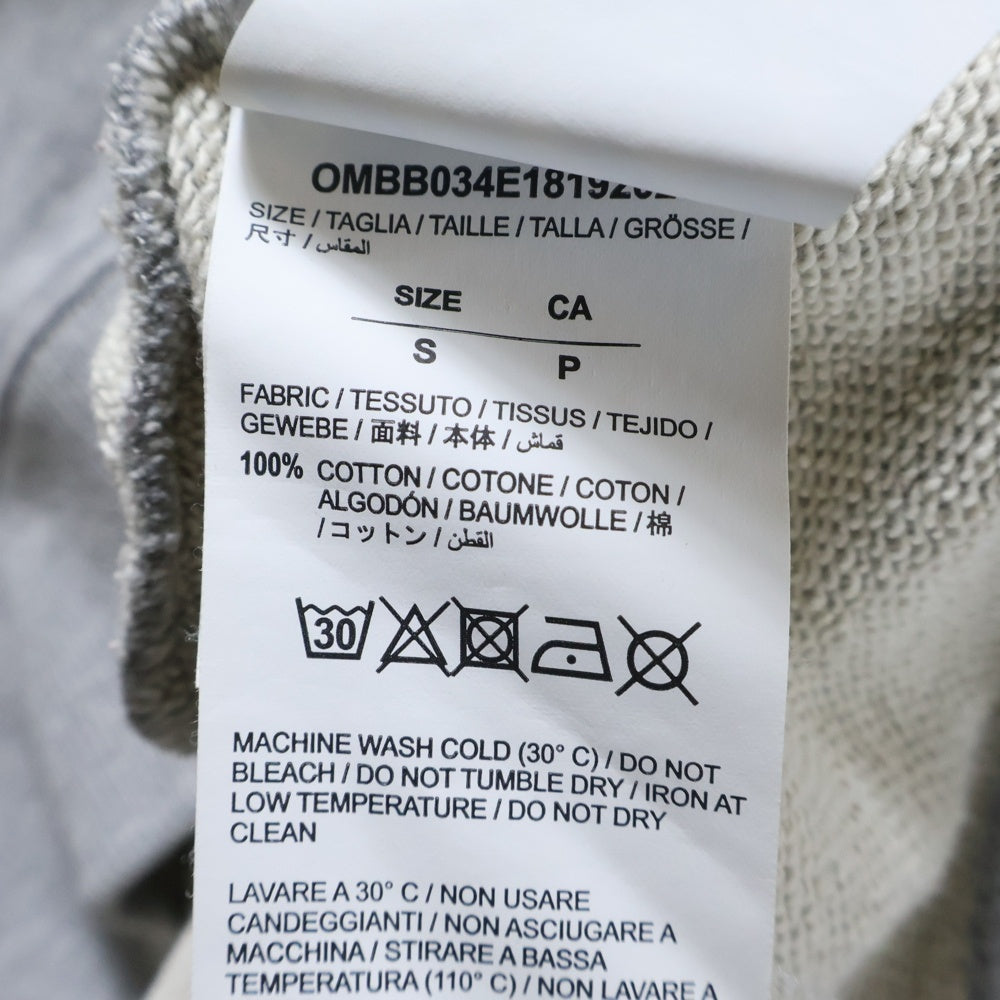 OMBB034E181920
SIZE / TAGLIA / TAILLE / TALLA / GRÖSSE /
尺寸 / المقاس
SIZE CA
S P
FABRIC / TESSUTO / TISSUS / TEJIDO /
GEWEBE / 面料 / 本体 / قماش
100% COTTON / COTONE / COTON /
ALGODÓN / BAUMWOLLE / 棉
/ コットン / القطن
30
MACHINE WASH COLD (30° C) / DO NOT
BLEACH / DO NOT TUMBLE DRY / IRON AT
LOW TEMPERATURE / DO NOT DRY
CLEAN
LAVARE A 30° C / NON USARE
CANDEGGIANTI / NON ASCIUGARE A
MACCHINA / STIRARE A BASSA
TEMPERATURA (110° C) / NON LAVARE A